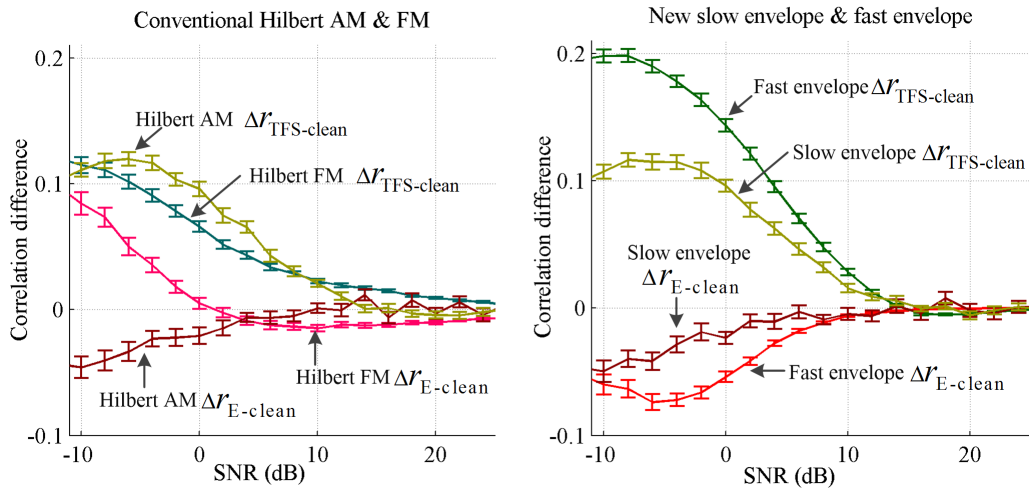 Conventional Hilbert AM & FM
Correlation difference
0.2
0.1
0
-0.1
-10
0
10
20
SNR (dB)
Hilbert AM Δr_TFS-clean
Hilbert FM Δr_TFS-clean
Hilbert AM Δr_E-clean
Hilbert FM Δr_E-clean
New slow envelope & fast envelope
Correlation difference
0.2
0.1
0
-0.1
-10
0
10
20
SNR (dB)
Fast envelope Δr_TFS-clean
Slow envelope Δr_TFS-clean
Slow envelope
Δr_E-clean
Fast envelope Δr_E-clean